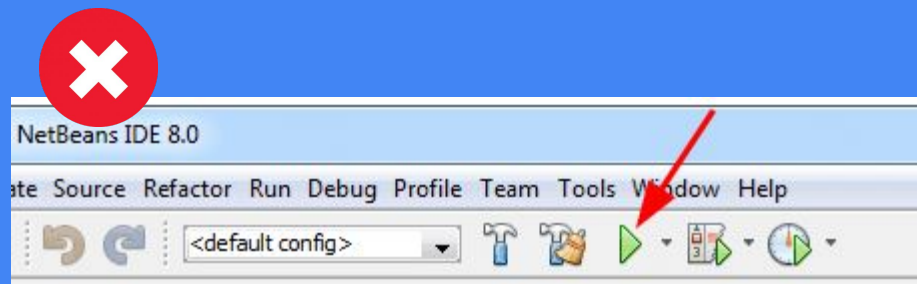 NetBeans IDE 8.0
ate Source Refactor Run Debug Profile Team Tools Window Help
<default config>